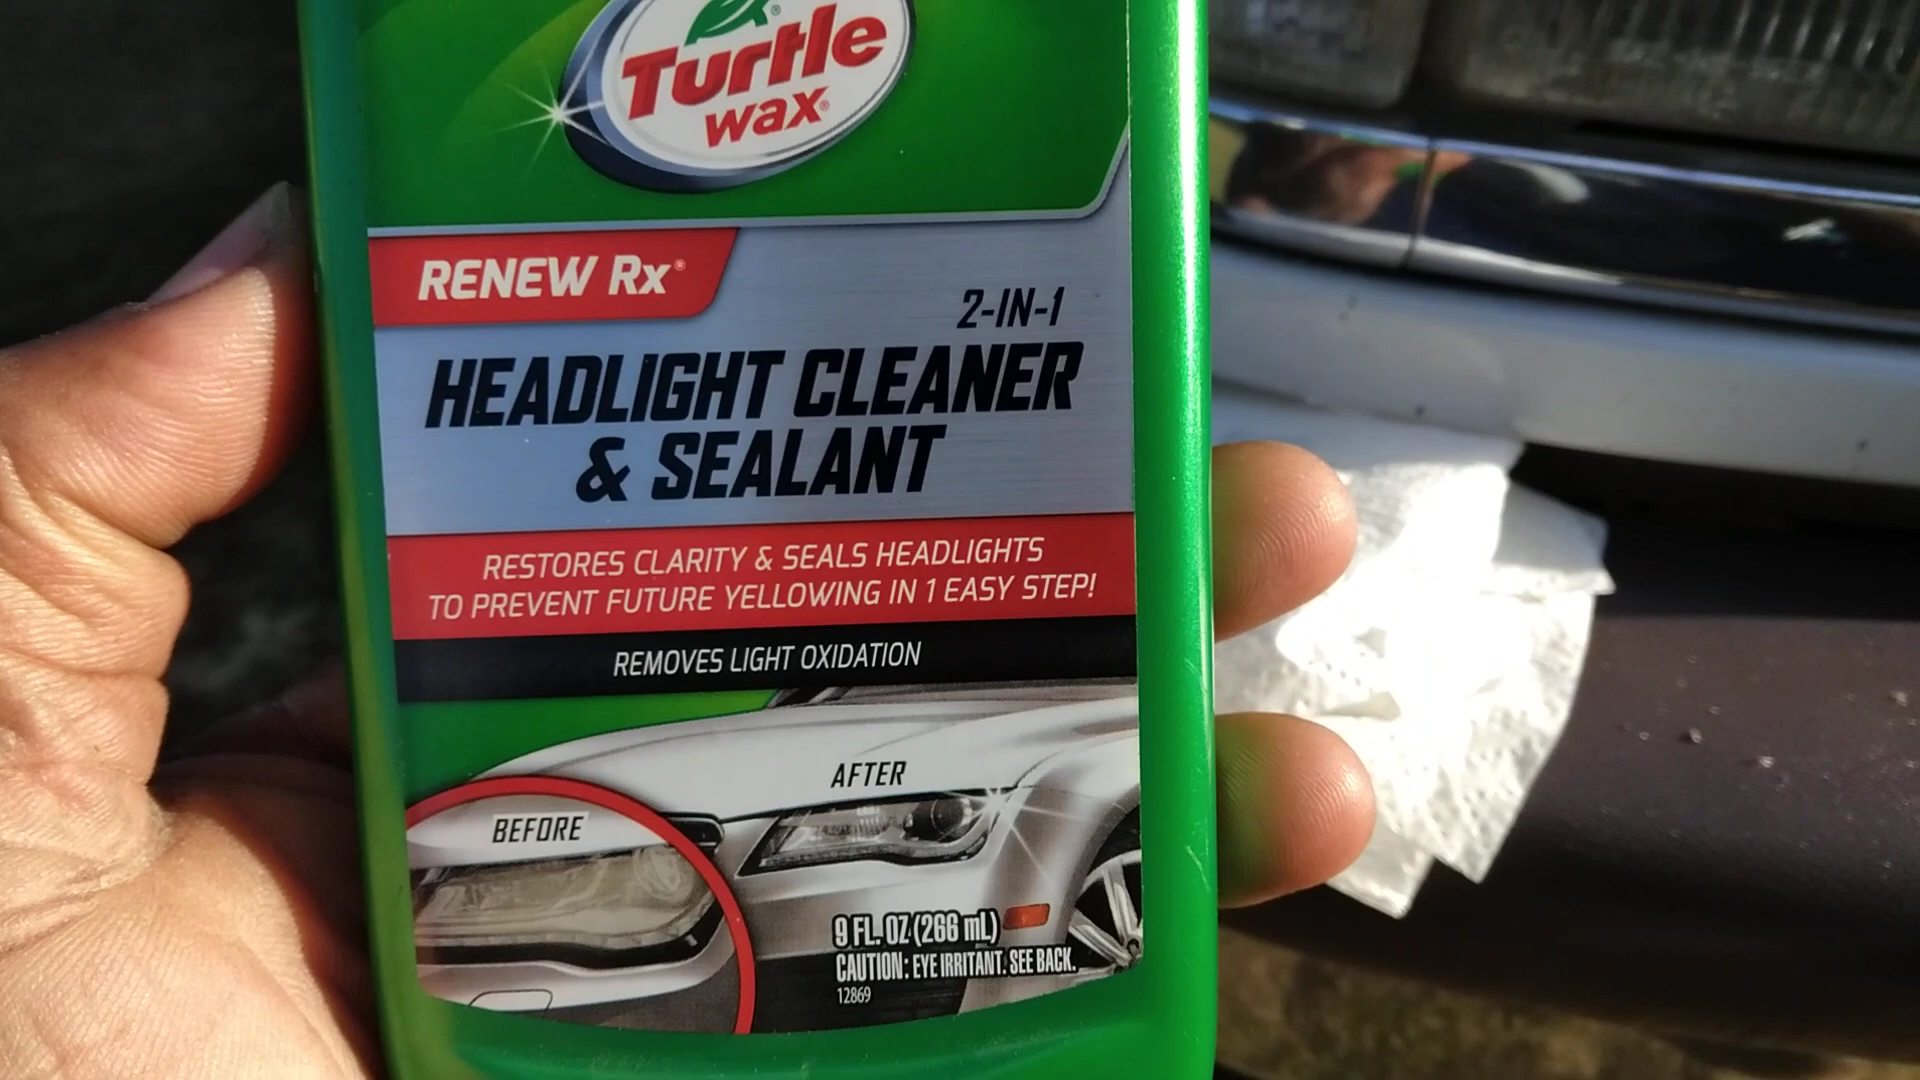 Turtle
wax®
RENEW Rx®
2-IN-1
HEADLIGHT CLEANER
& SEALANT
RESTORES CLARITY & SEALS HEADLIGHTS
TO PREVENT FUTURE YELLOWING IN 1 EASY STEP!
REMOVES LIGHT OXIDATION
AFTER
BEFORE
9 FL. OZ (266 mL)
CAUTION: EYE IRRITANT. SEE BACK.
12869